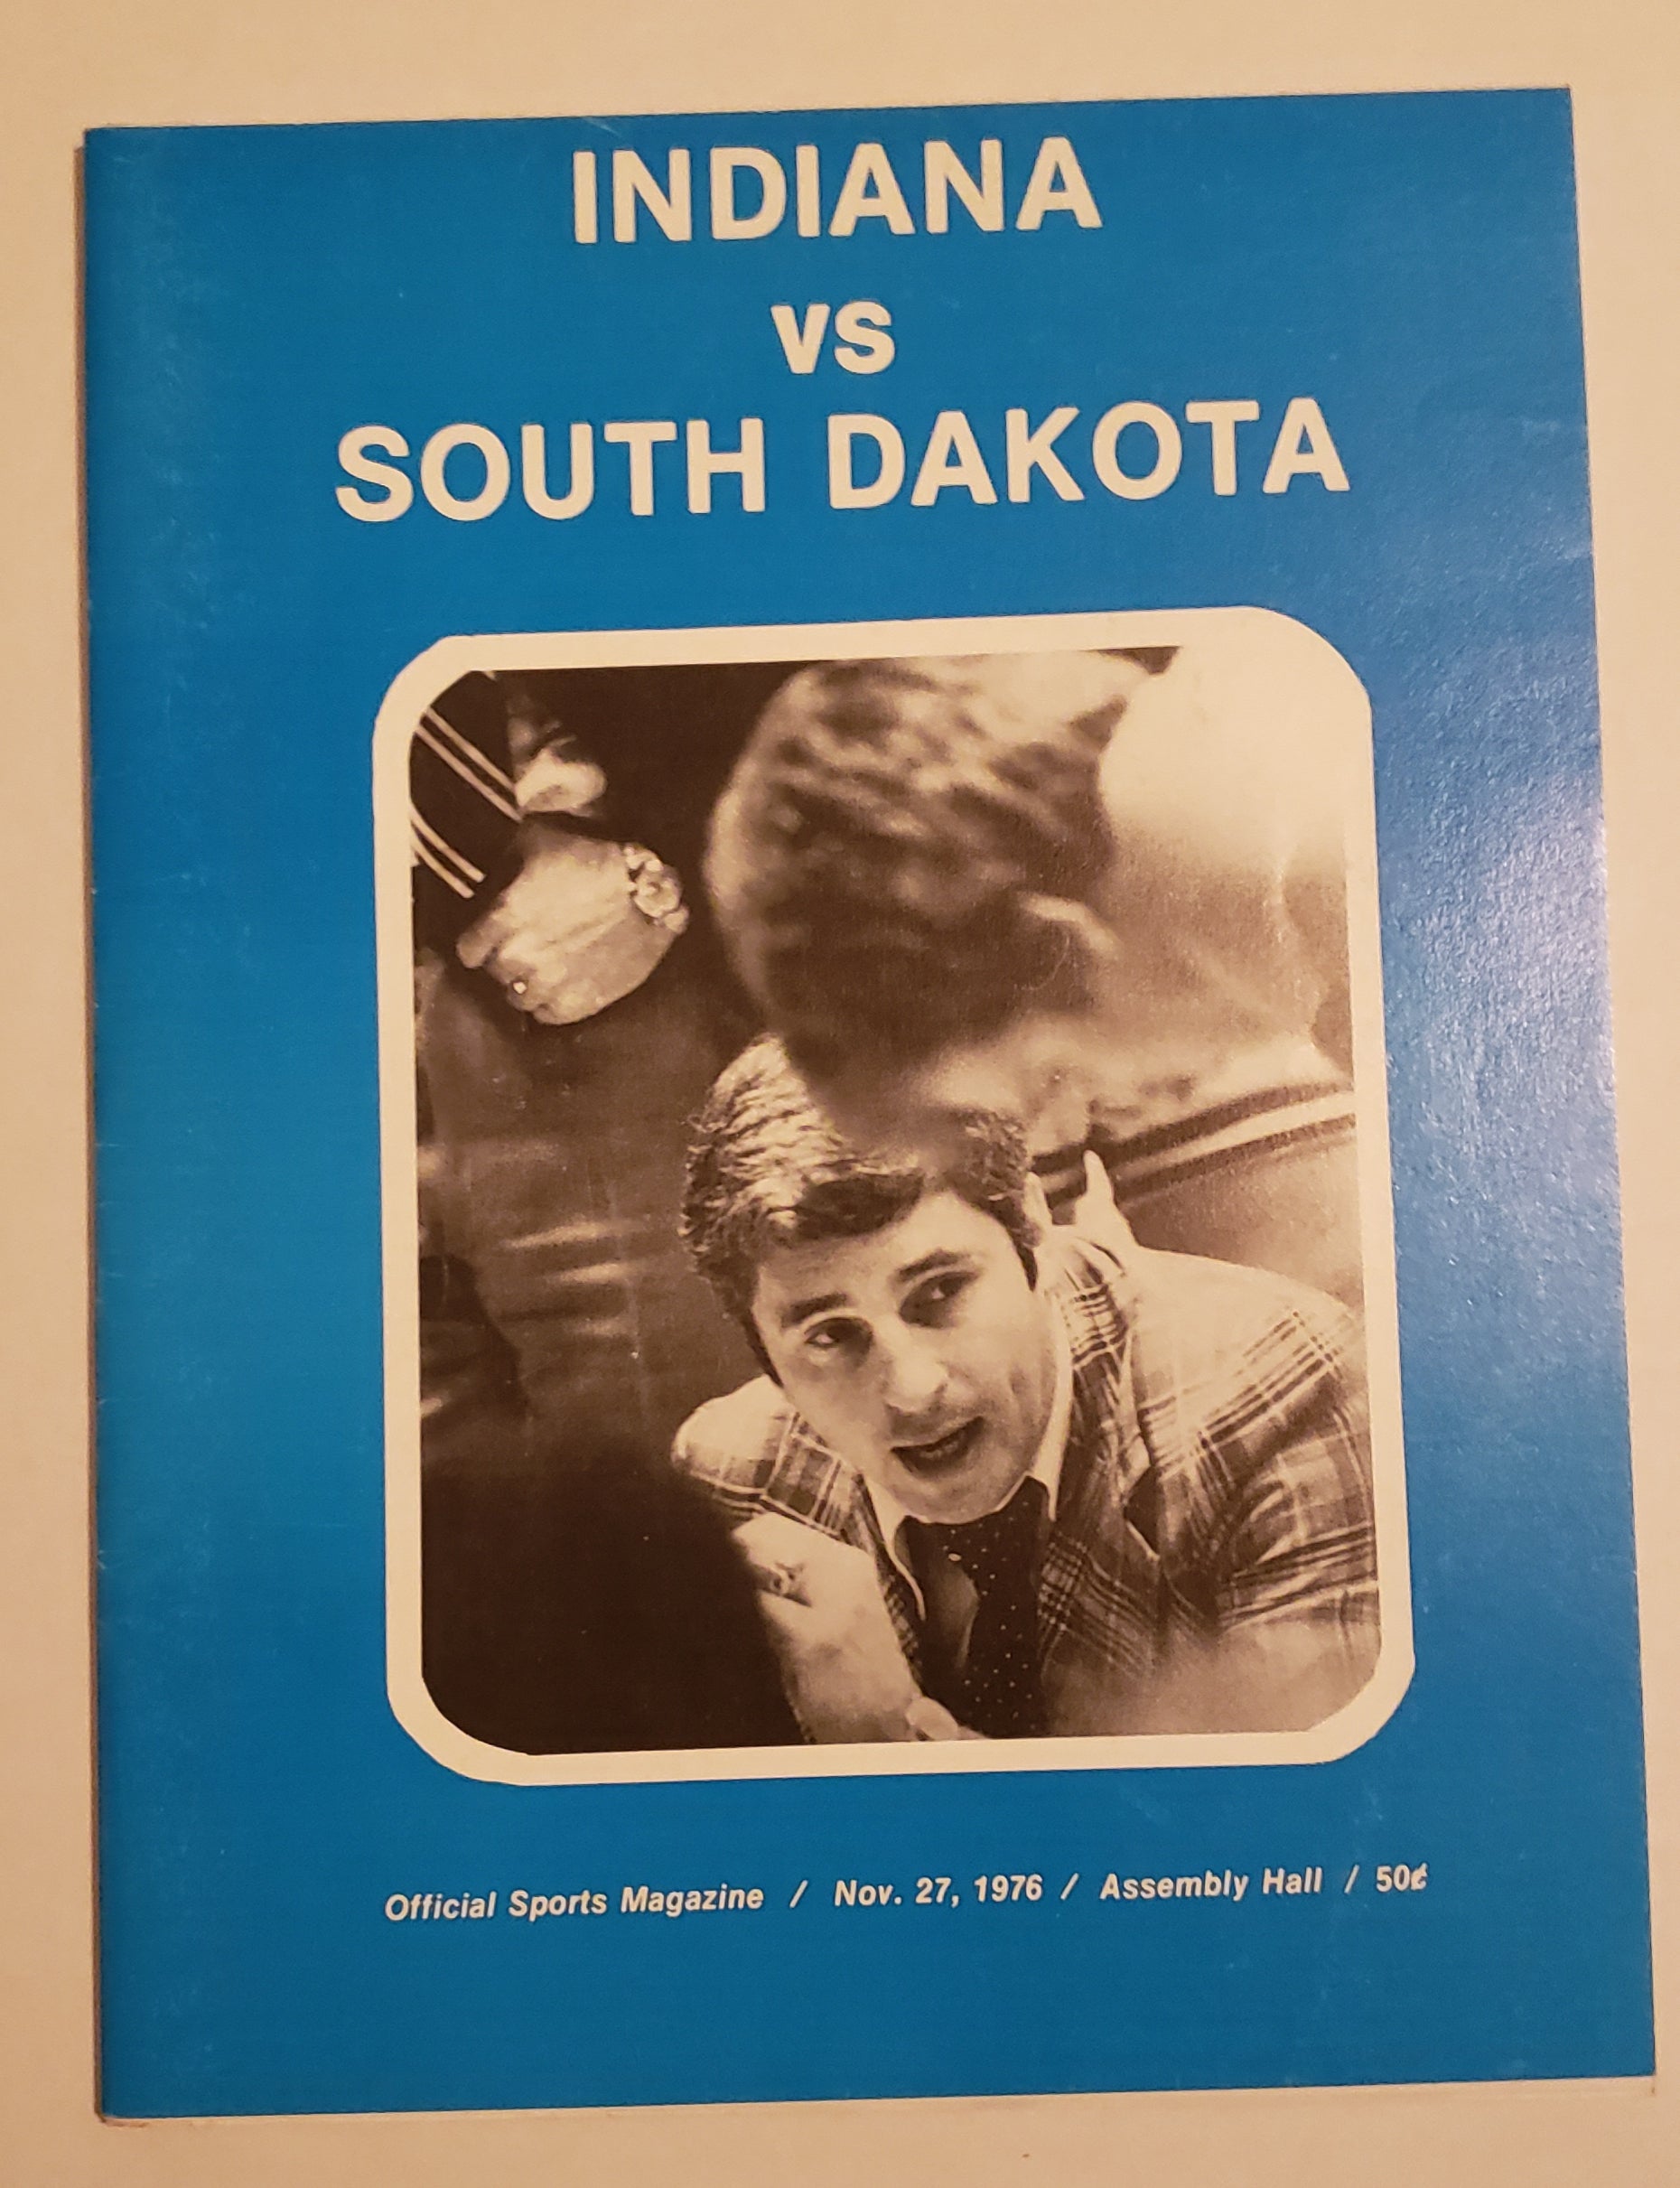 INDIANA
vs
SOUTH DAKOTA
Official Sports Magazine / Nov. 27, 1976 / Assembly Hall / 50¢